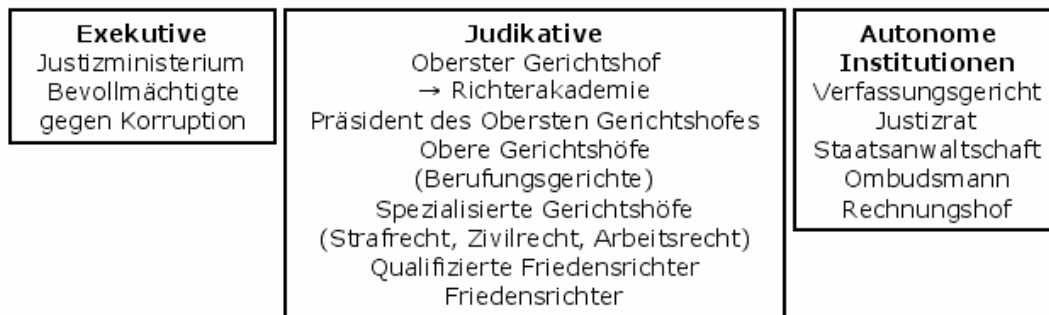 Exekutive
Justizministerium
Bevollmächtigte
gegen Korruption
Judikative
Oberster Gerichtshof
→ Richterakademie
Präsident des Obersten Gerichtshofes
Obere Gerichtshöfe
(Berufungsgerichte)
Spezialisierte Gerichtshöfe
(Strafrecht, Zivilrecht, Arbeitsrecht)
Qualifizierte Friedensrichter
Friedensrichter
Autonome
Institutionen
Verfassungsgericht
Justizrat
Staatsanwaltschaft
Ombudsmann
Rechnungshof